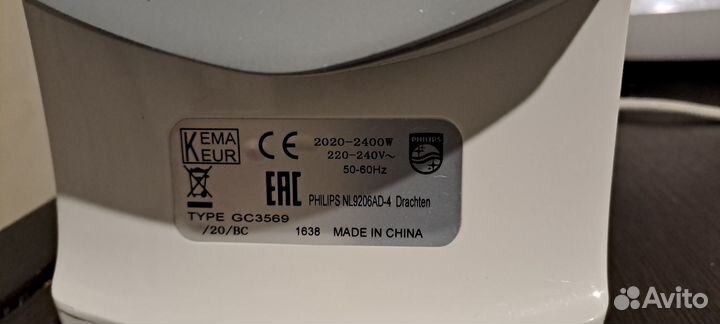 KEMA
KEUR
CE
2020-2400W
220-240V~
50-60Hz
PHILIPS
EAC
PHILIPS NL9206AD-4 Drachten
TYPE GC3569
/20/BC
1638 MADE IN CHINA
Avito